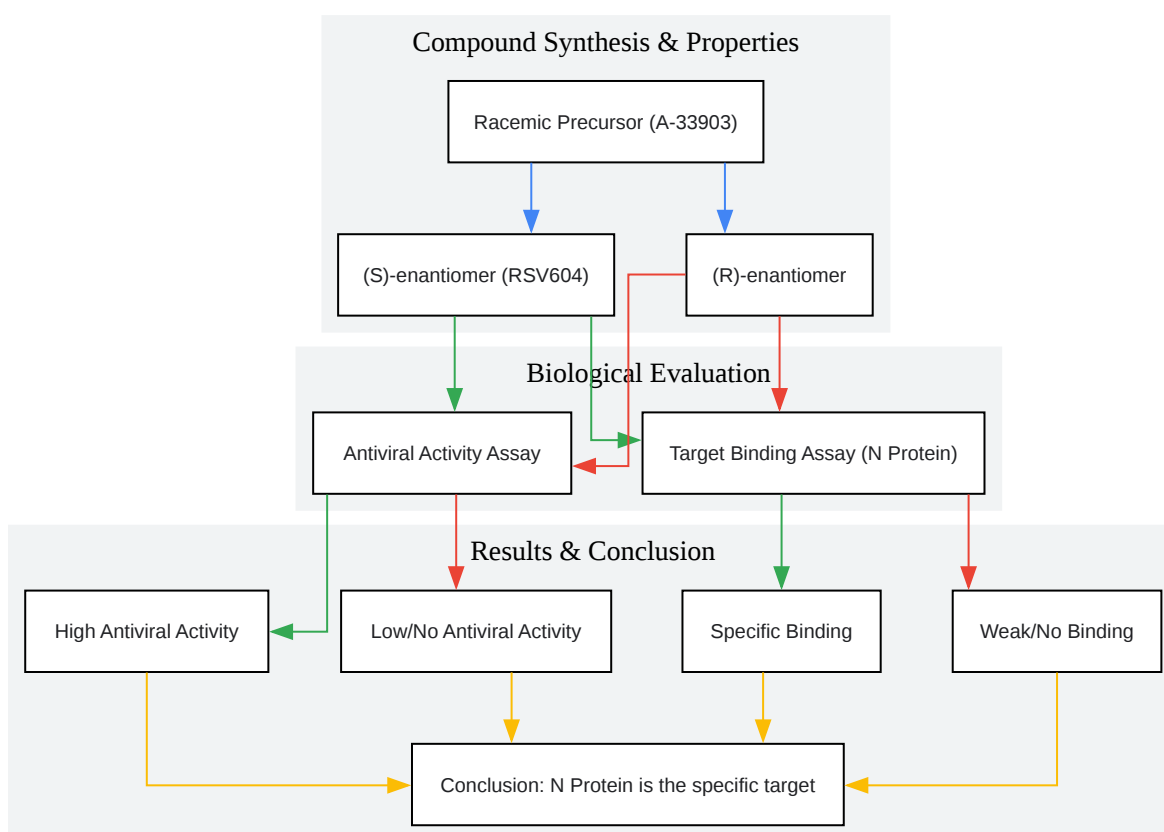 Compound Synthesis & Properties
Racemic Precursor (A-33903)
(S)-enantiomer (RSV604)
(R)-enantiomer
Biological Evaluation
Antiviral Activity Assay
Target Binding Assay (N Protein)
Results & Conclusion
High Antiviral Activity
Low/No Antiviral Activity
Specific Binding
Weak/No Binding
Conclusion: N Protein is the specific target